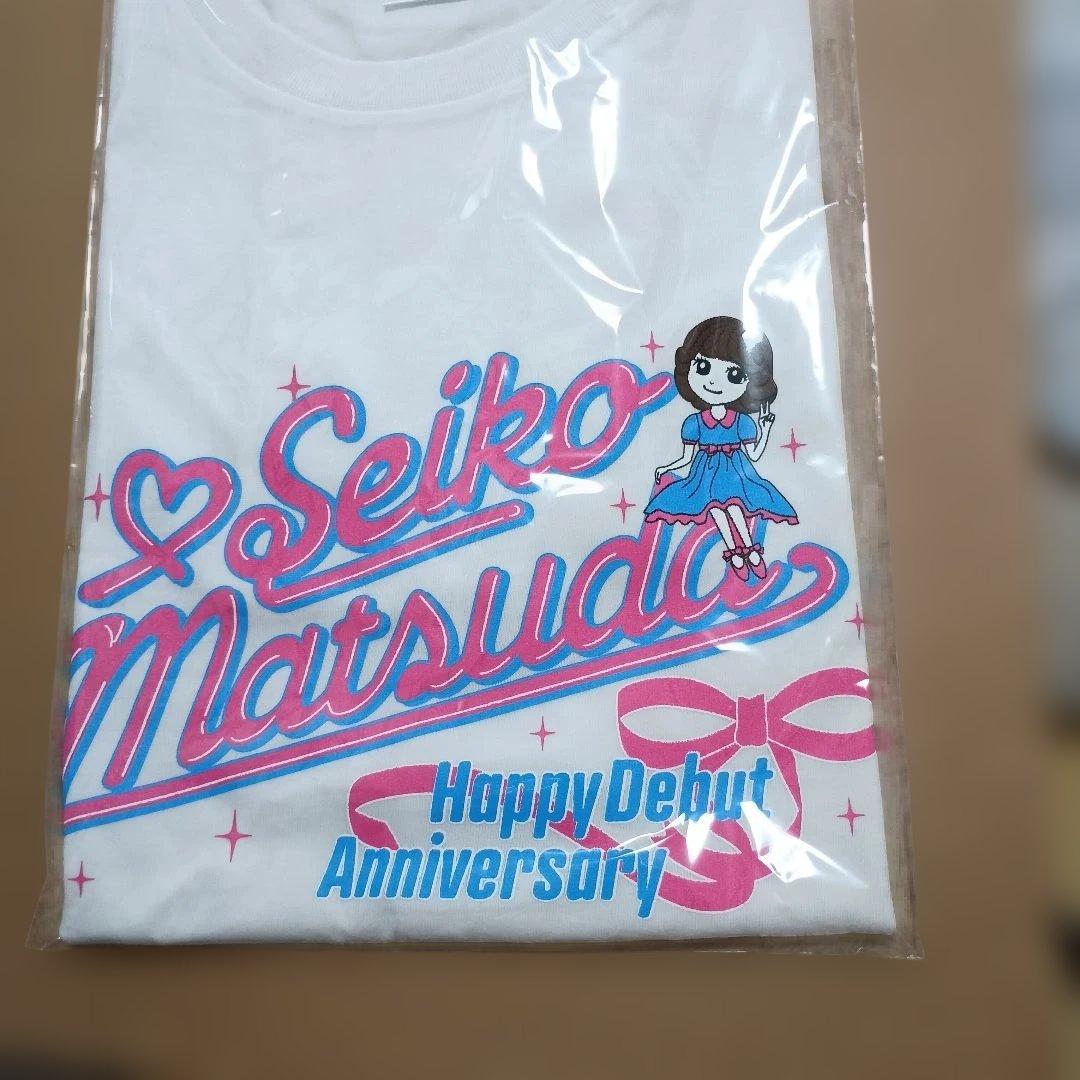 Seiko
Matsuda
Happy Debut
Anniversary